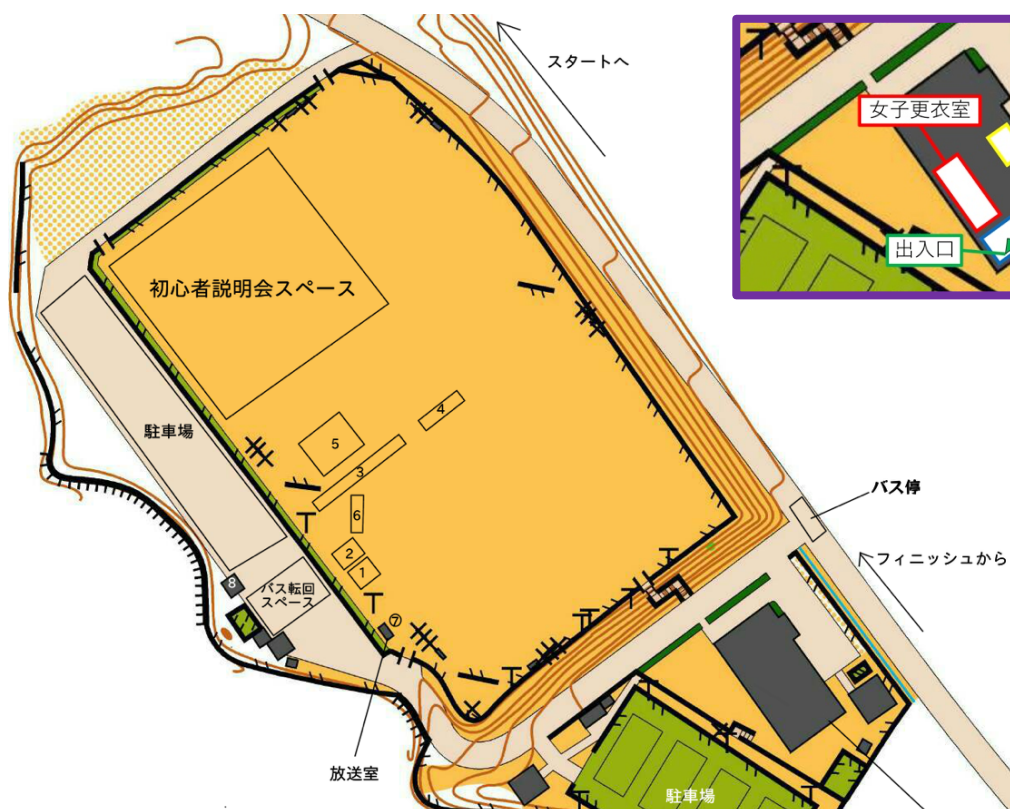 スタートへ
女子更衣室
出入口
初心者説明会スペース
駐車場
4
5
3
6
2
1
バス停
フィニッシュから
8
バス転回
スペース
⑦
放送室
駐車場